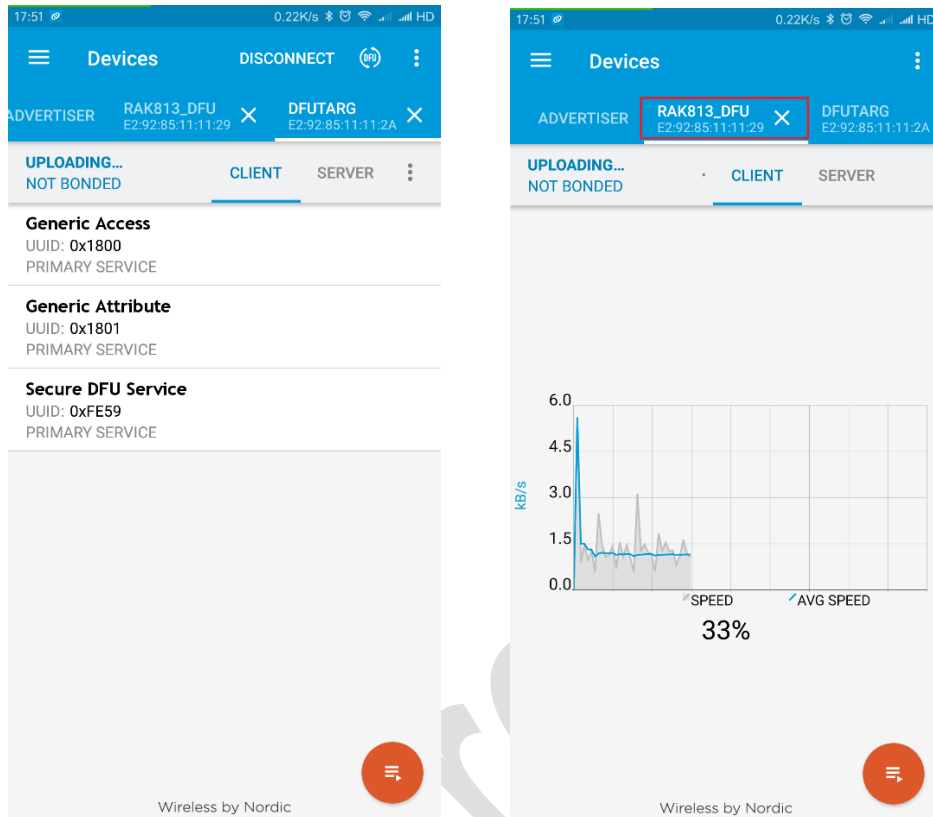 17:51 0.22K/s HD
Devices DISCONNECT DFU
ADVERTISER RAK813_DFU DFUTARG
E2:92:85:11:11:29 E2:92:85:11:11:2A
UPLOADING...
NOT BONDED
CLIENT SERVER
Generic Access
UUID: 0x1800
PRIMARY SERVICE
Generic Attribute
UUID: 0x1801
PRIMARY SERVICE
Secure DFU Service
UUID: 0xFE59
PRIMARY SERVICE
Wireless by Nordic
17:51 0.22K/s HD
Devices
ADVERTISER RAK813_DFU DFUTARG
E2:92:85:11:11:29 E2:92:85:11:11:2A
UPLOADING...
NOT BONDED
CLIENT SERVER
6.0
4.5
3.0
1.5
0.0
kB/s
SPEED AVG SPEED
33%
Wireless by Nordic